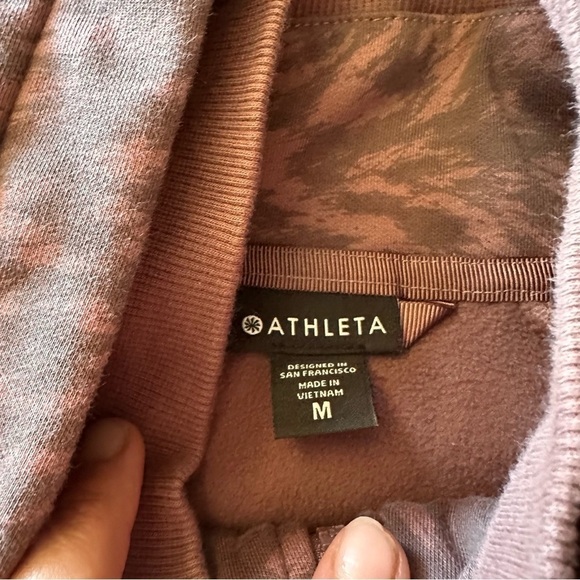 ATHLETA
DESIGNED IN
SAN FRANCISCO
MADE IN
VIETNAM
M